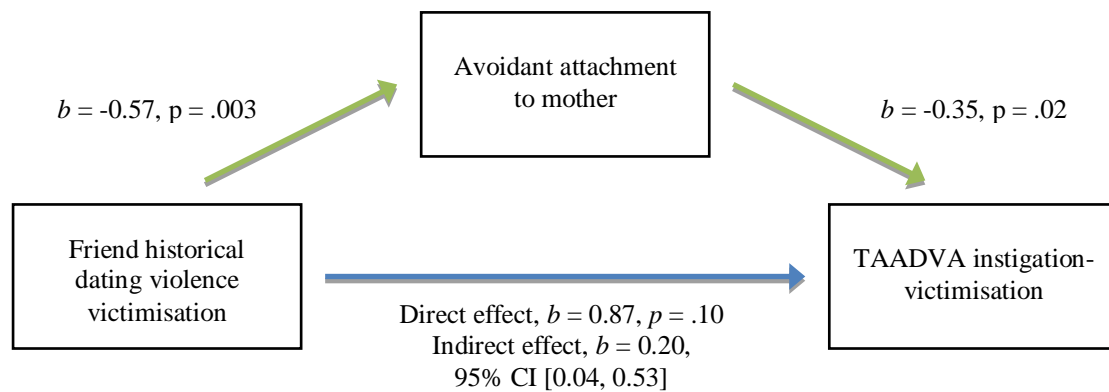 Avoidant attachment
to mother
b = -0.57, p = .003
b = -0.35, p = .02
Friend historical
dating violence
victimisation
TAADVA instigation-
victimisation
Direct effect, b = 0.87, p = .10
Indirect effect, b = 0.20,
95% CI [0.04, 0.53]